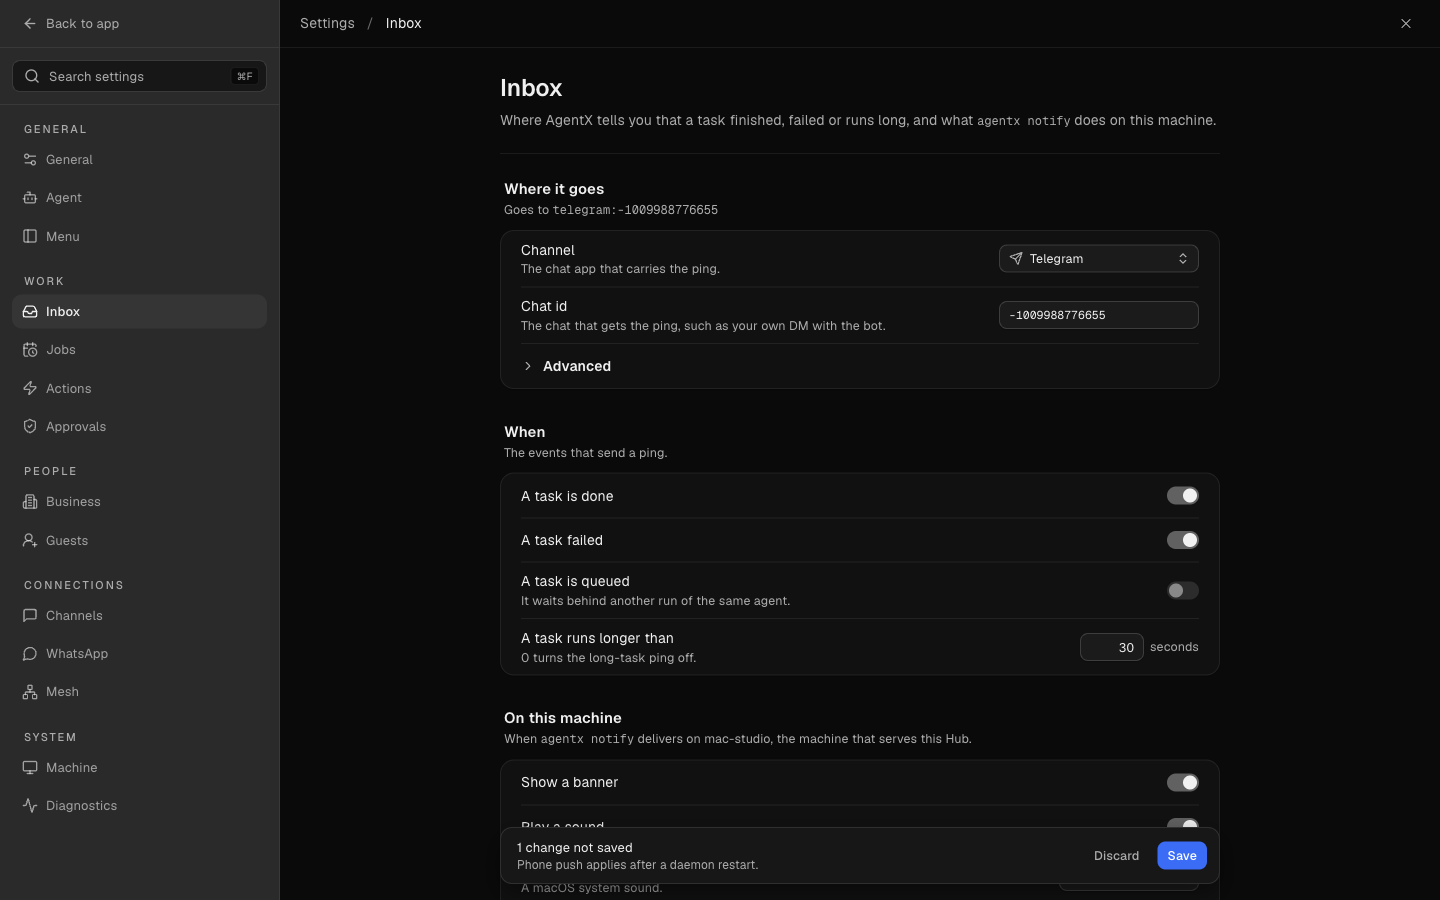 Back to app
Settings / Inbox
Search settings ⌘F
GENERAL
General
Agent
Menu
WORK
Inbox
Jobs
Actions
Approvals
PEOPLE
Business
Guests
CONNECTIONS
Channels
WhatsApp
Mesh
SYSTEM
Machine
Diagnostics
Inbox
Where AgentX tells you that a task finished, failed or runs long, and what agentx notify does on this machine.
Where it goes
Goes to telegram:-1009988776655
Channel
The chat app that carries the ping.
Telegram
Chat id
The chat that gets the ping, such as your own DM with the bot.
-1009988776655
Advanced
When
The events that send a ping.
A task is done
A task failed
A task is queued
It waits behind another run of the same agent.
A task runs longer than
0 turns the long-task ping off.
30 seconds
On this machine
When agentx notify delivers on mac-studio, the machine that serves this Hub.
Show a banner
Play a sound
1 change not saved
Phone push applies after a daemon restart.
Discard
Save
A macOS system sound.